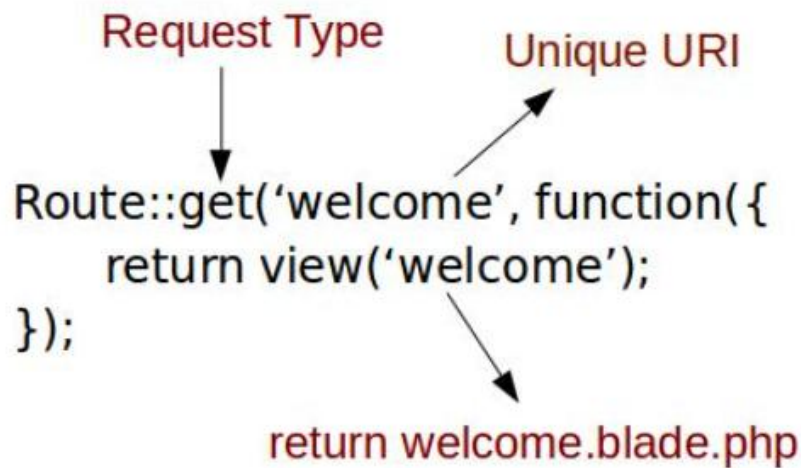 Request Type
Unique URI
Route::get(‘welcome’, function({
return view(‘welcome’);
});
return welcome.blade.php